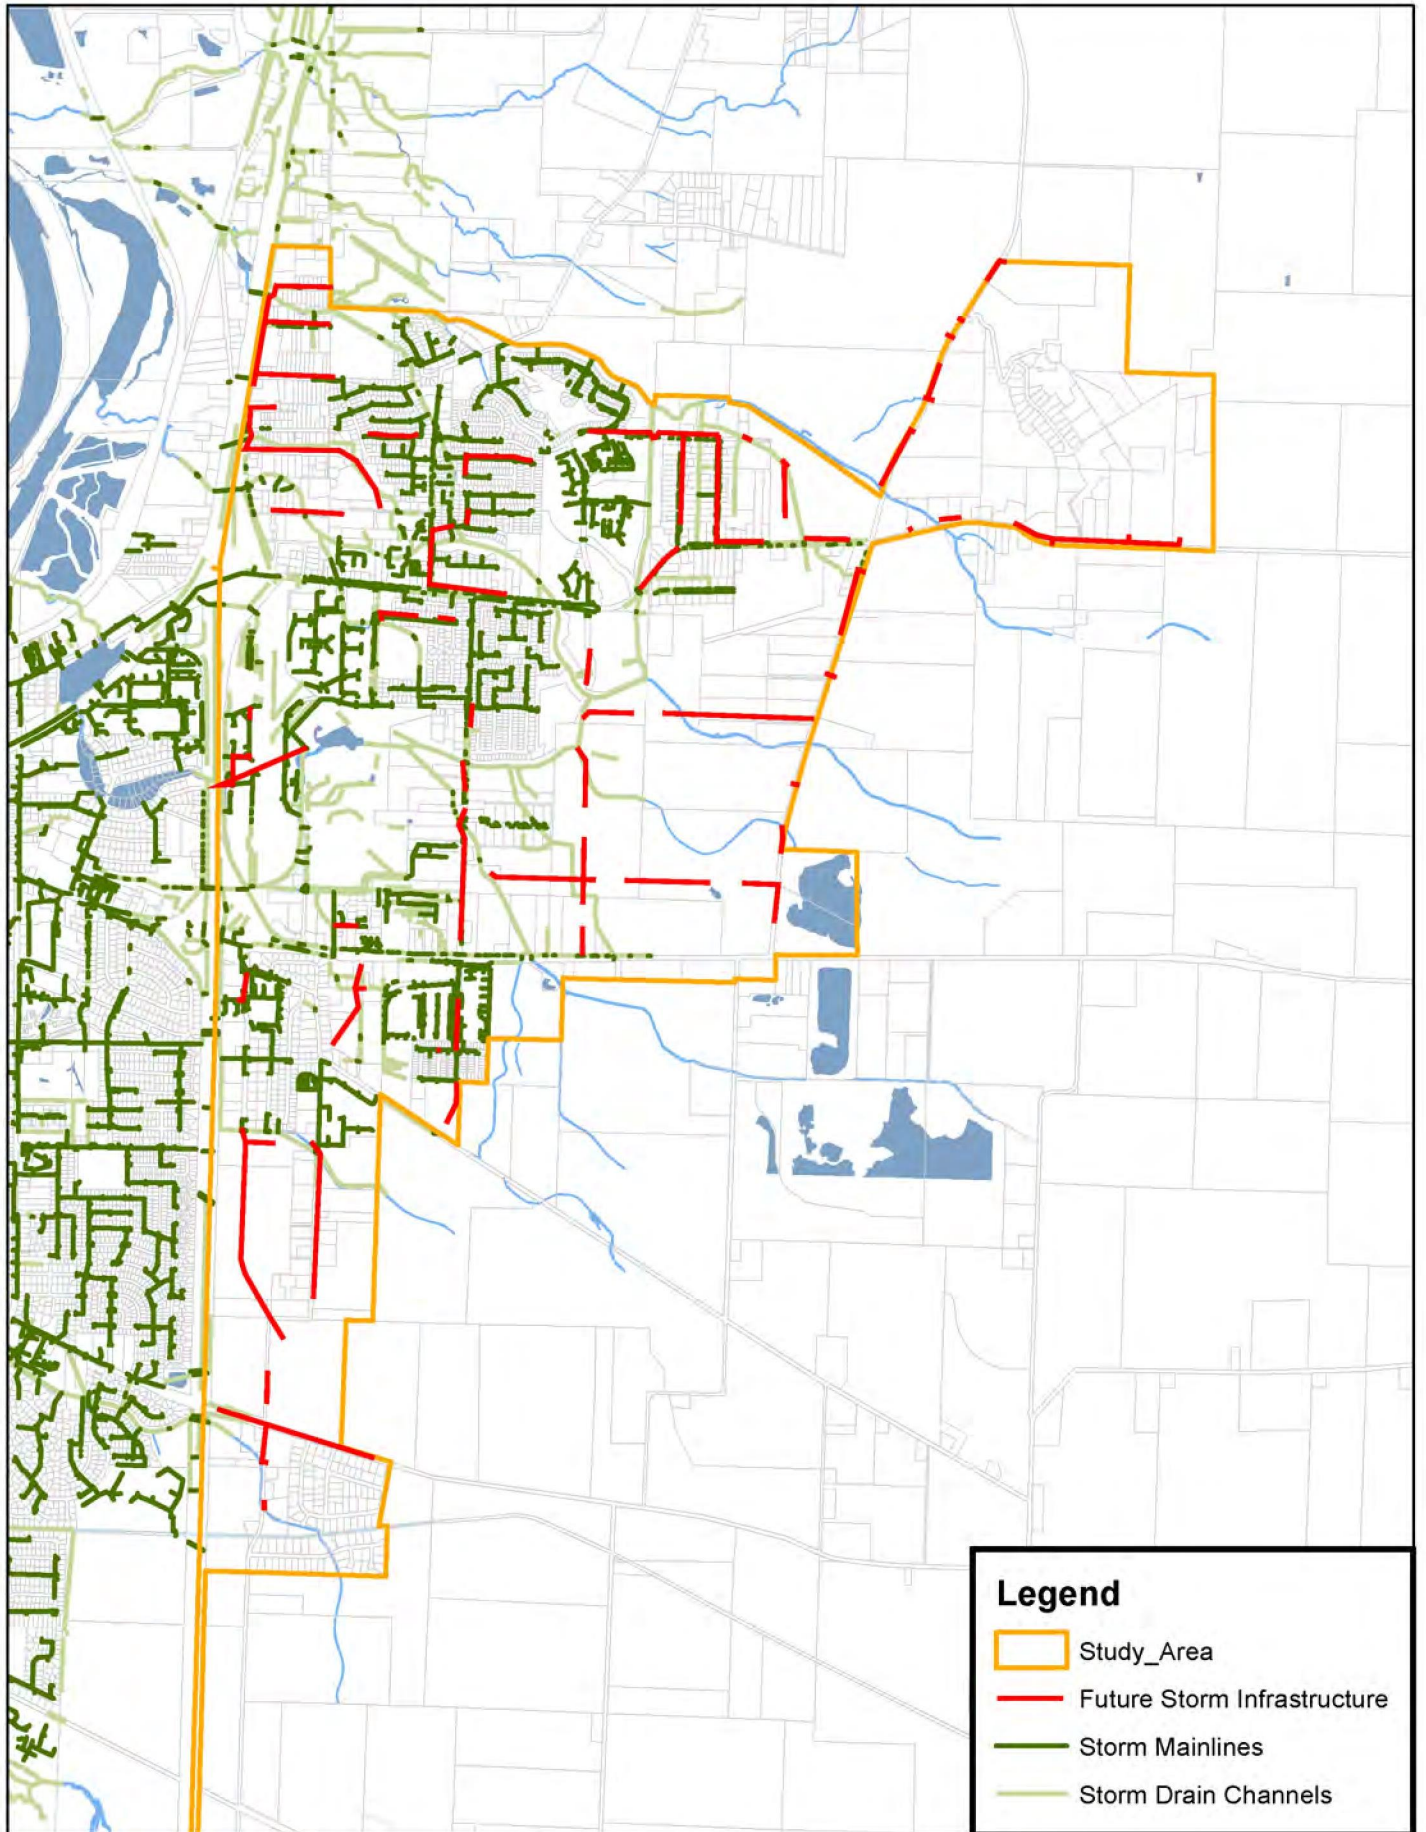 Legend
Study_Area
Future Storm Infrastructure
Storm Mainlines
Storm Drain Channels